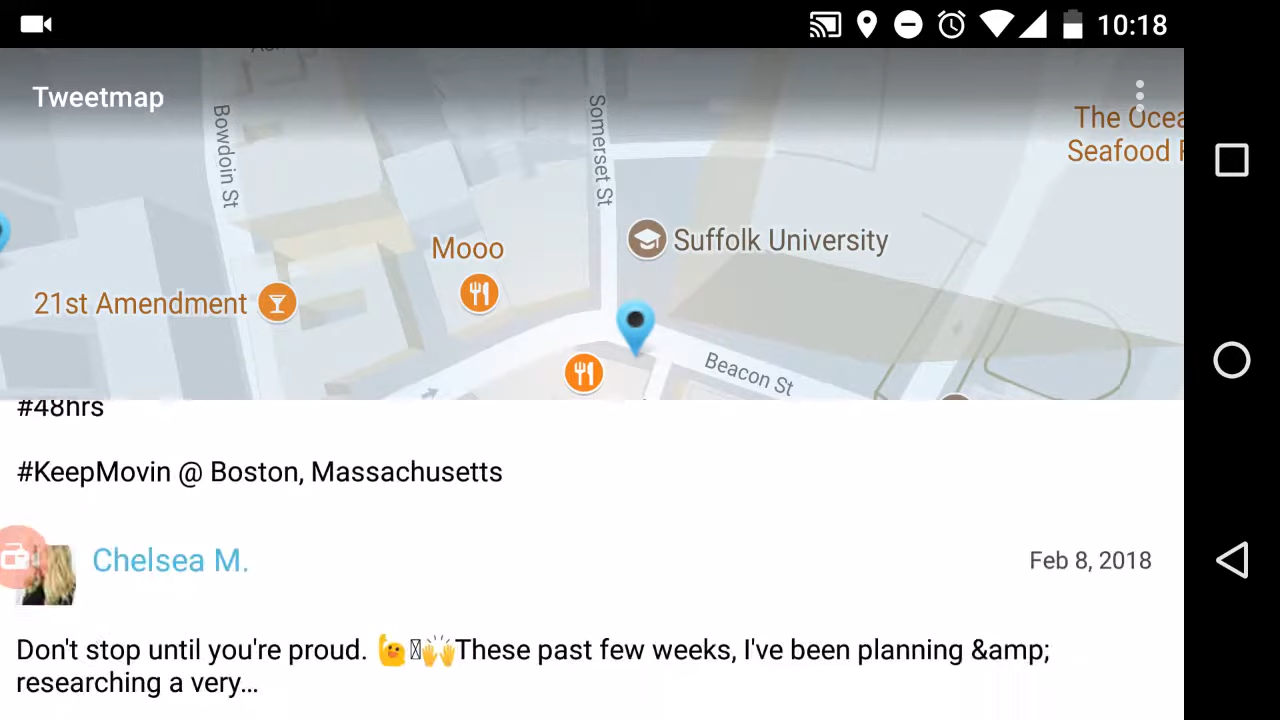 10:18
Tweetmap
Bowdoin St
Somerset St
The Ocea
Seafood
Mooo
Suffolk University
21st Amendment
Beacon St
#48hrs
#KeepMovin @ Boston, Massachusetts
Chelsea M.
Feb 8, 2018
Don't stop until you're proud. 🙋🙌These past few weeks, I've been planning &amp;
researching a very...